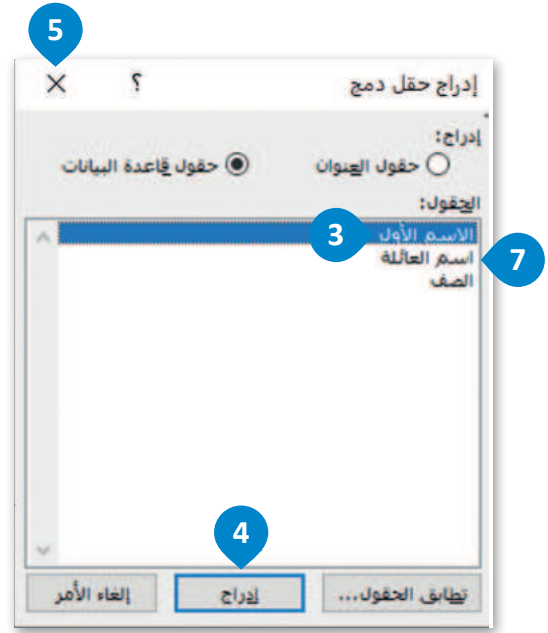 5
إدراج حقل دمج ؟ ×
إدراج:
حقول العنوان حقول قاعدة البيانات
الحقول:
الاسم الأول 3
اسم العائلة 7
الصف
4
تطابق الحقول... إدراج إلغاء الأمر